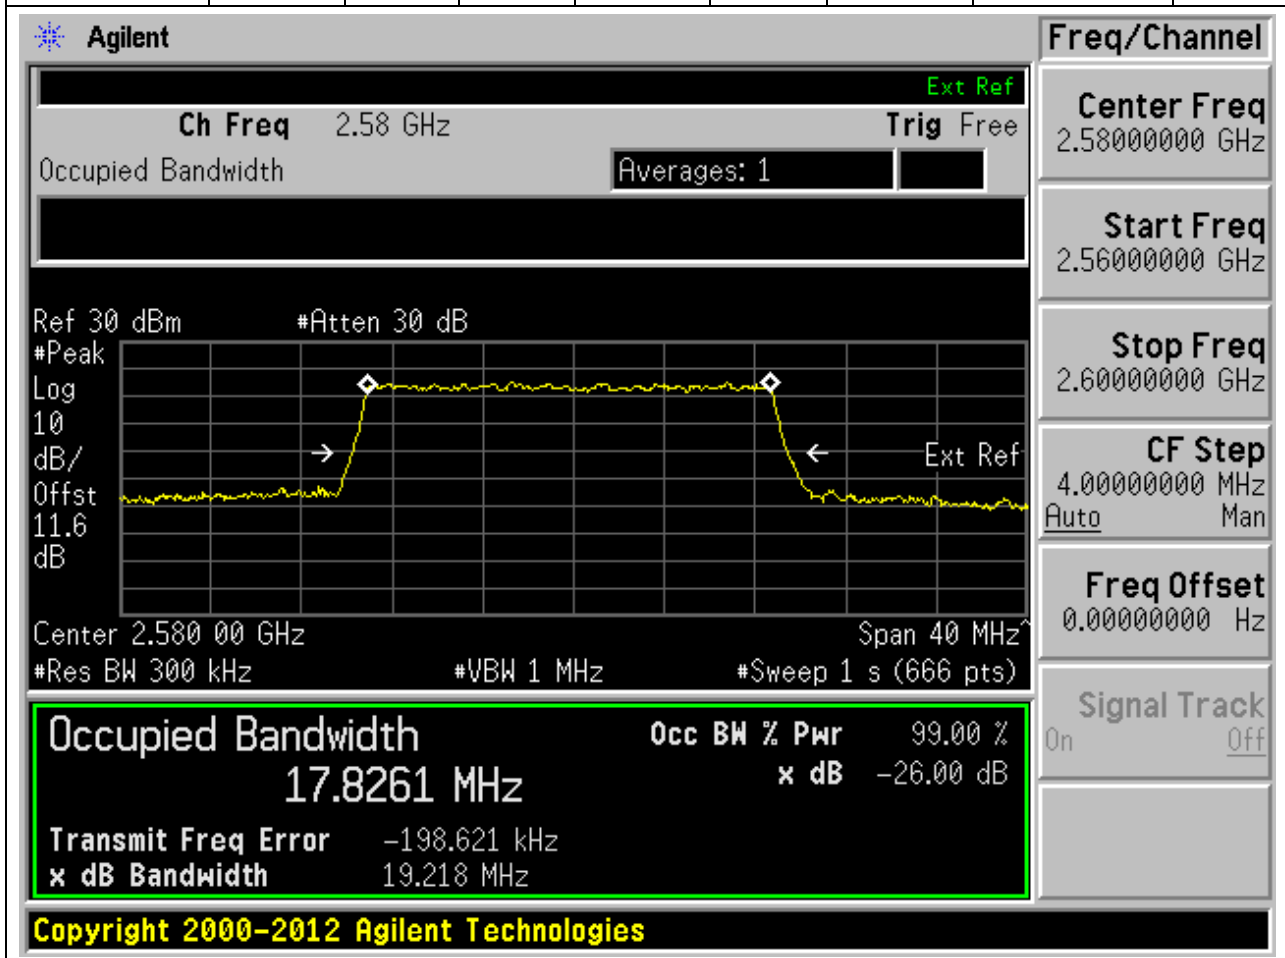 Agilent
Freq/Channel
Ext Ref
Ch Freq 2.58 GHz Trig Free
Occupied Bandwidth Averages: 1
Center Freq
2.58000000 GHz
Start Freq
2.56000000 GHz
Stop Freq
2.60000000 GHz
CF Step
4.00000000 MHz
Auto Man
Freq Offset
0.00000000 Hz
Signal Track
On Off
Ref 30 dBm #Atten 30 dB
#Peak
Log
10
dB/
Offst
11.6
dB
Ext Ref
Center 2.580 00 GHz Span 40 MHz^
#Res BW 300 kHz #VBW 1 MHz #Sweep 1 s (666 pts)
Occupied Bandwidth
17.8261 MHz
Occ BW % Pwr 99.00 %
x dB -26.00 dB
Transmit Freq Error -198.621 kHz
x dB Bandwidth 19.218 MHz
Copyright 2000-2012 Agilent Technologies